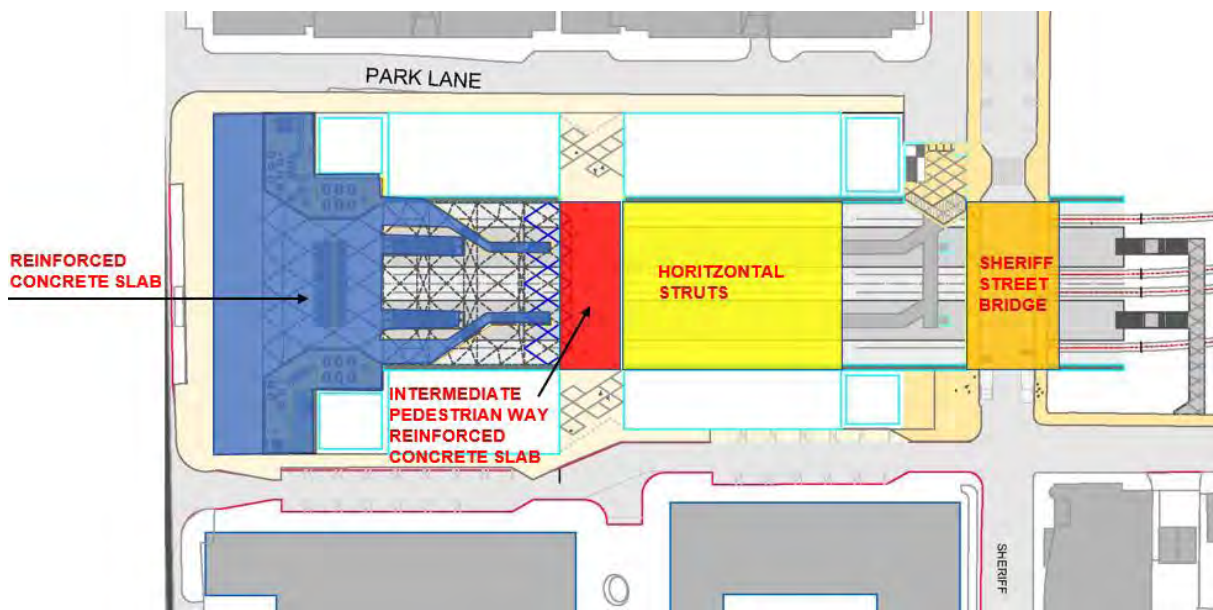 PARK LANE
REINFORCED
CONCRETE SLAB
HORITZONTAL
STRUTS
SHERIFF
STREET
BRIDGE
INTERMEDIATE
PEDESTRIAN WAY
REINFORCED
CONCRETE SLAB
SHERIFF